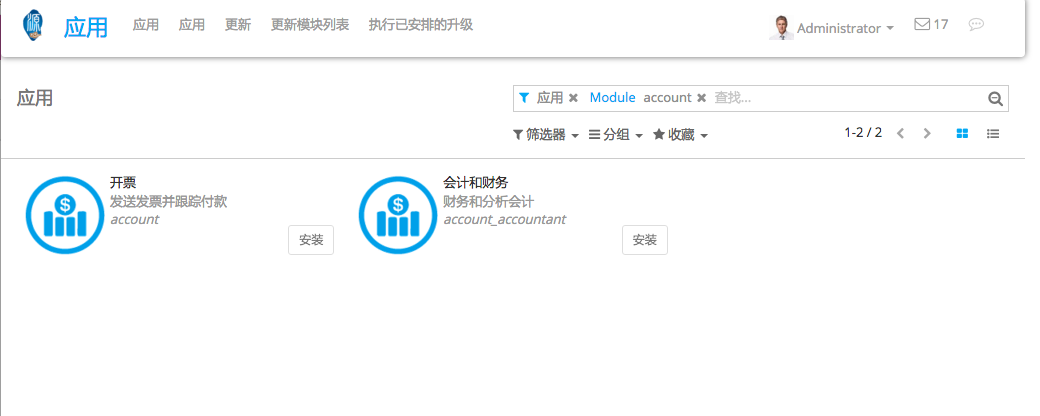 源
应用 应用 应用 更新 更新模块列表 执行已安排的升级 Administrator 17
应用
应用 Module account 查找...
筛选器 分组 收藏 1-2 / 2
开票
发送发票并跟踪付款
account
安装
会计和财务
财务和分析会计
account_accountant
安装